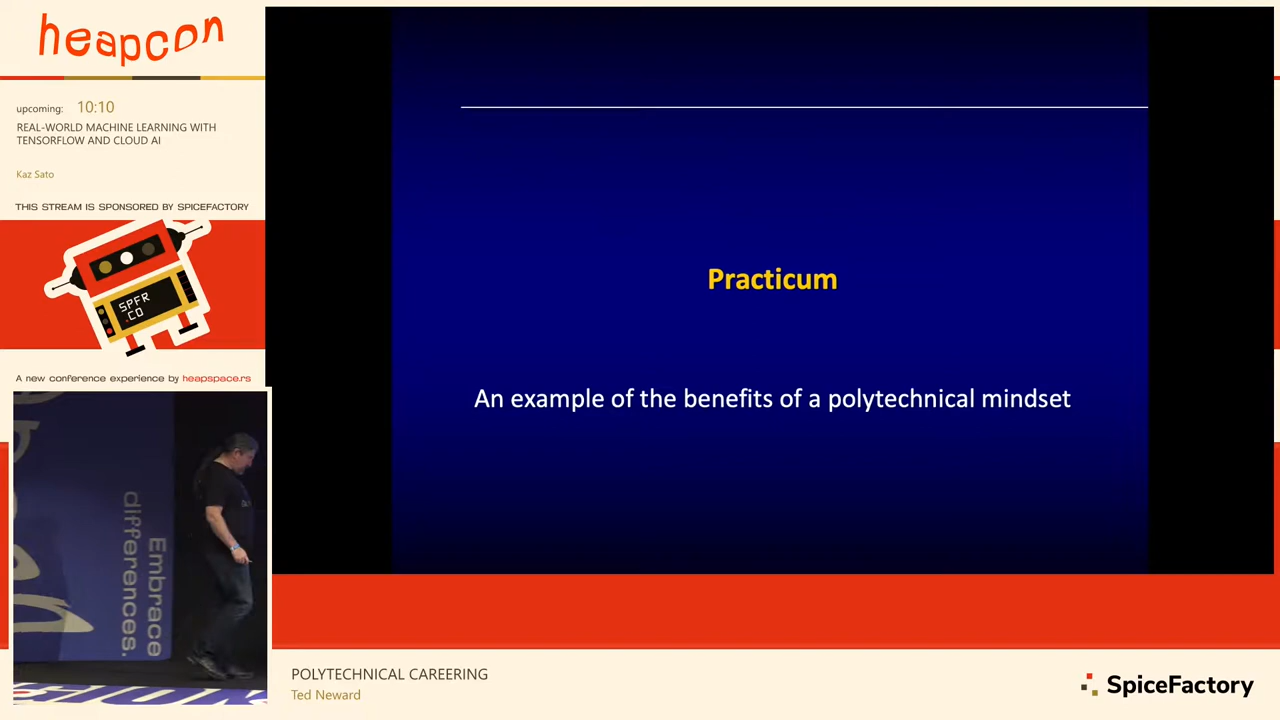 heapcon
upcoming: 10:10
REAL-WORLD MACHINE LEARNING WITH
TENSORFLOW AND CLOUD AI
Kaz Sato
THIS STREAM IS SPONSORED BY SPICEFACTORY
SPFR
.CO
A new conference experience by heapspace.rs
Embrace
differences.
Practicum
An example of the benefits of a polytechnical mindset
POLYTECHNICAL CAREERING
Ted Neward
SpiceFactory